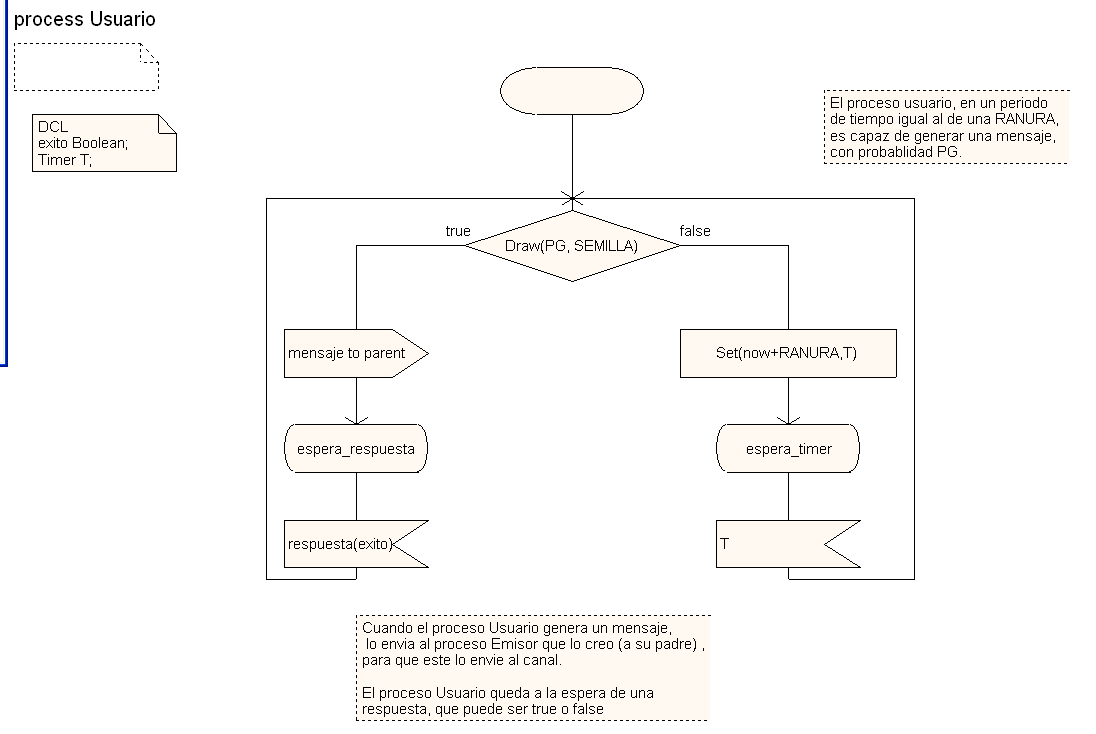 process Usuario
DCL
exito Boolean;
Timer T;
El proceso usuario, en un periodo
de tiempo igual al de una RANURA,
es capaz de generar una mensaje,
con probablidad PG.
true
false
Draw(PG, SEMILLA)
mensaje to parent
Set(now+RANURA,T)
espera_respuesta
espera_timer
respuesta(exito)
T
Cuando el proceso Usuario genera un mensaje,
lo envia al proceso Emisor que lo creo (a su padre) ,
para que este lo envie al canal.
El proceso Usuario queda a la espera de una
respuesta, que puede ser true o false